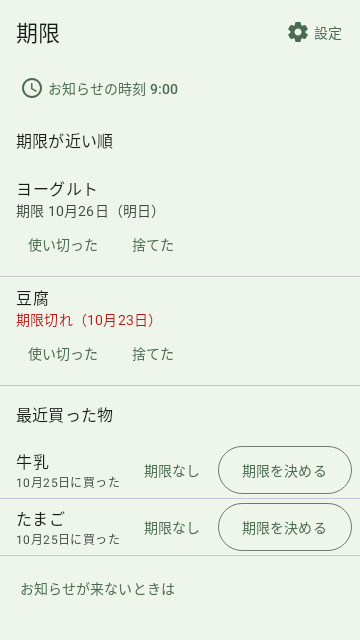 期限
設定
お知らせの時刻 9:00
期限が近い順
ヨーグルト
期限 10月26日（明日）
使い切った 捨てた
豆腐
期限切れ（10月23日）
使い切った 捨てた
最近買った物
牛乳
10月25日に買った
期限なし
期限を決める
たまご
10月25日に買った
期限なし
期限を決める
お知らせが来ないときは